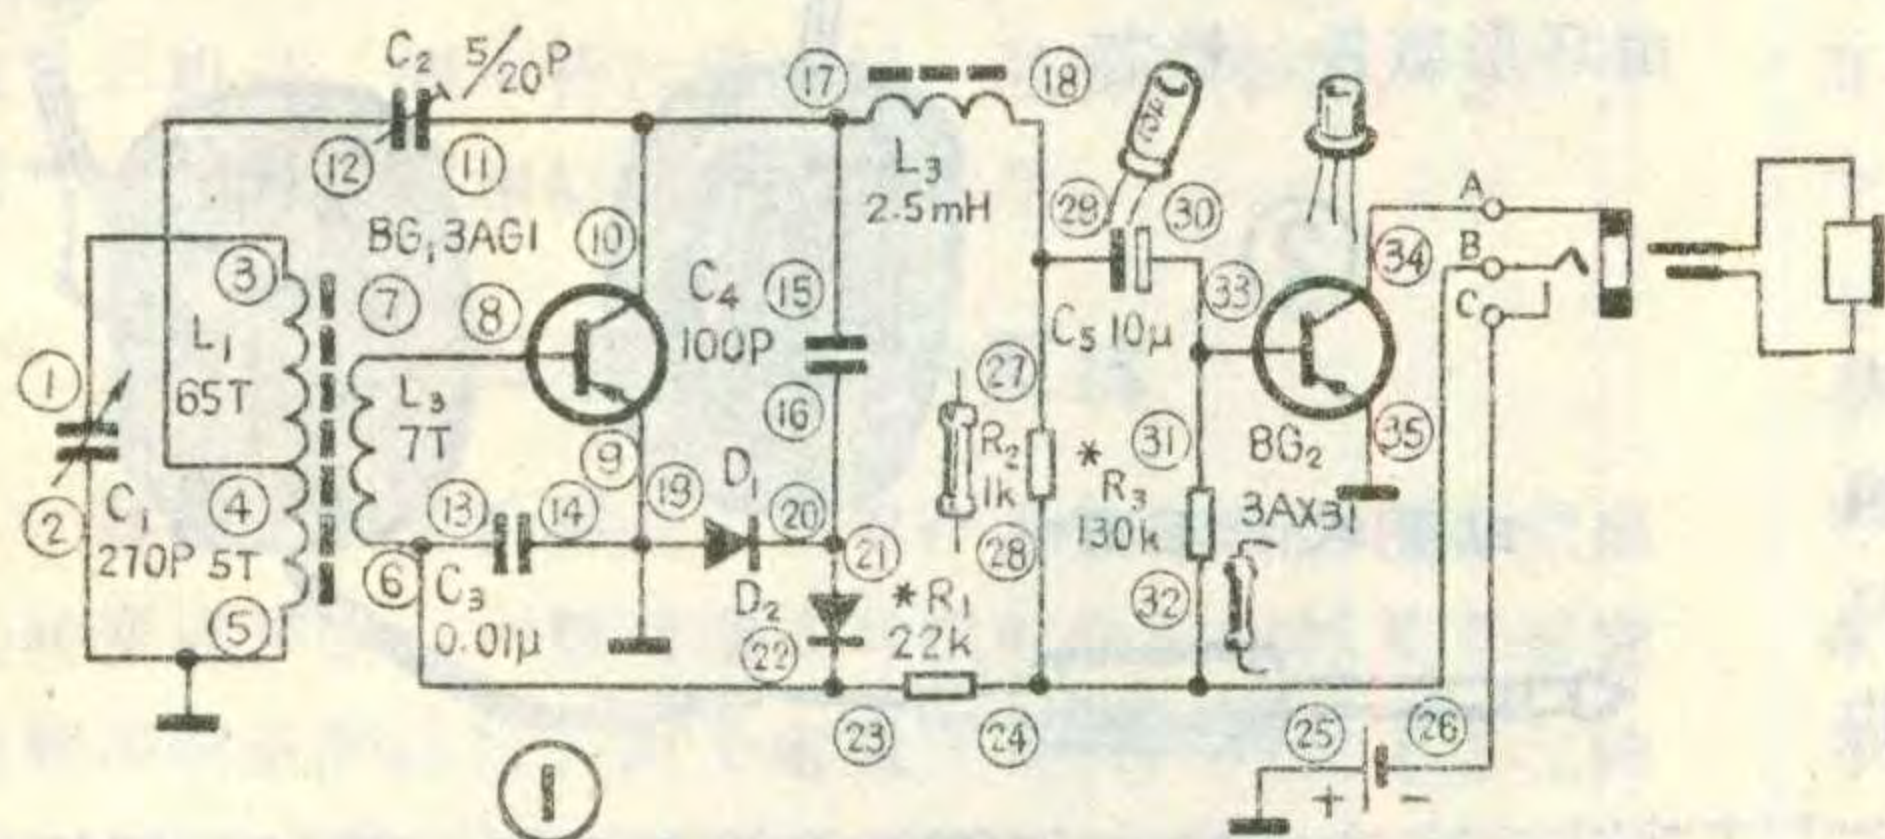 C₂ 5/20P
⑰ ⑱
⑫ ⑪
L₃
2.5mH
10μ
㉙ ㉚
BG₁ 3AG1 ⑩
A
B
C
③ ⑦ ⑧
C₄ ⑮
100P
㉝ ㉞
C₅ 10μ
L₁
65T
①
L₃
7T
⑯
㉗
⑨
R₂
1k
㉛
BG₂
㉟
② C₁
270P
④
5T
⑬ ⑭ ⑲ D₁ ⑳
*R₃
130k
3AX31
⑤ ⑥ C₃
0.01μ
D₂ ㉑
㉒
*R₁
22k
㉘
㉜
㉓ ㉔ ㉕ ㉖
+ −
①